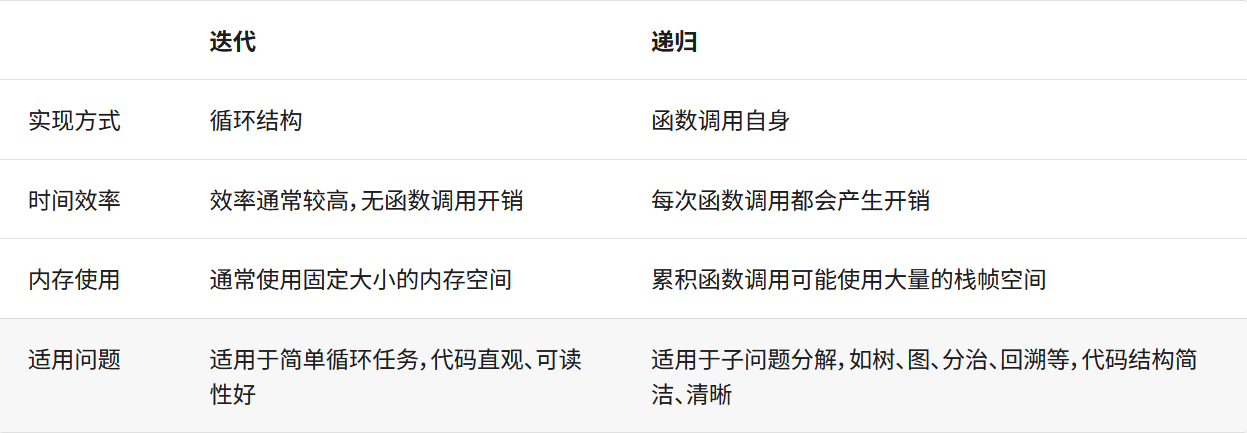 迭代 递归
实现方式 循环结构 函数调用自身
时间效率 效率通常较高，无函数调用开销 每次函数调用都会产生开销
内存使用 通常使用固定大小的内存空间 累积函数调用可能使用大量的栈帧空间
适用问题 适用于简单循环任务，代码直观、可读 适用于子问题分解，如树、图、分治、回溯等，代码结构简
性好 洁、清晰